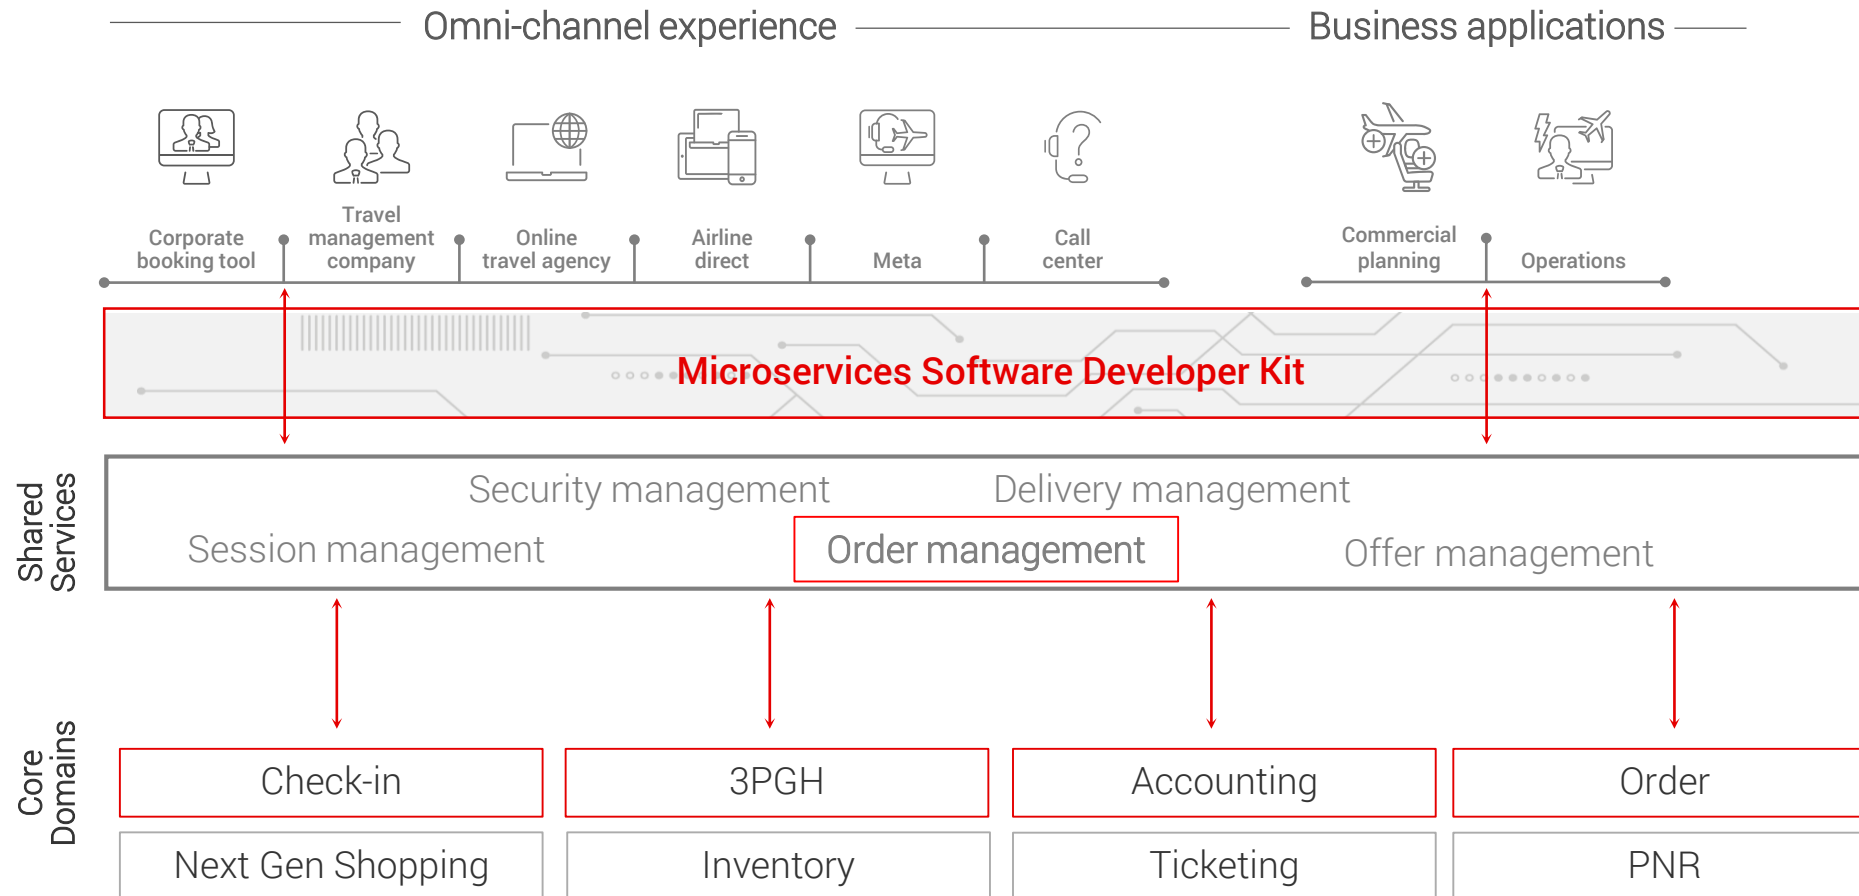 Omni-channel experience
Business applications
Corporate
booking tool
Travel
management
company
Online
travel agency
Airline
direct
Meta
Call
center
Commercial
planning
Operations
Microservices Software Developer Kit
Shared
Services
Security management
Delivery management
Session management
Order management
Offer management
Core
Domains
Check-in
3PGH
Accounting
Order
Next Gen Shopping
Inventory
Ticketing
PNR